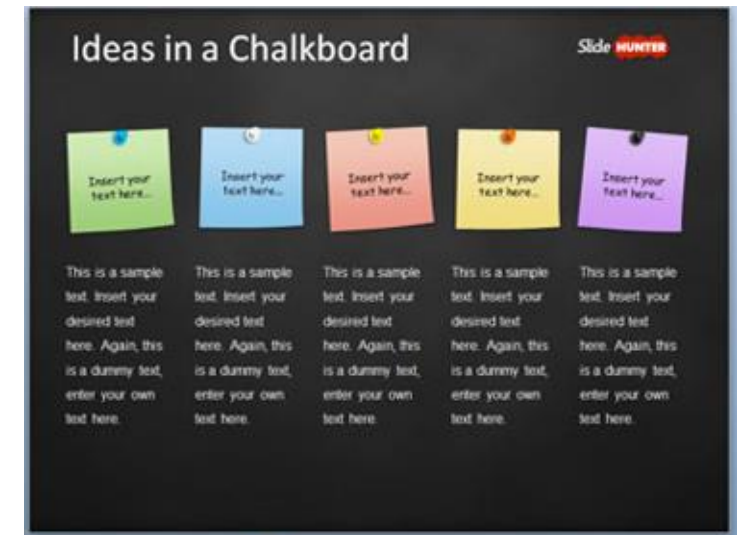 Ideas in a Chalkboard
Slide HUNTER
Insert your
text here...
Insert your
text here...
Insert your
text here...
Insert your
text here...
Insert your
text here...
This is a sample
text. Insert your
desired text
here. Again, this
is a dummy text,
enter your own
text here.
This is a sample
text. Insert your
desired text
here. Again, this
is a dummy text,
enter your own
text here.
This is a sample
text. Insert your
desired text
here. Again, this
is a dummy text,
enter your own
text here.
This is a sample
text. Insert your
desired text
here. Again, this
is a dummy text,
enter your own
text here.
This is a sample
text. Insert your
desired text
here. Again, this
is a dummy text,
enter your own
text here.